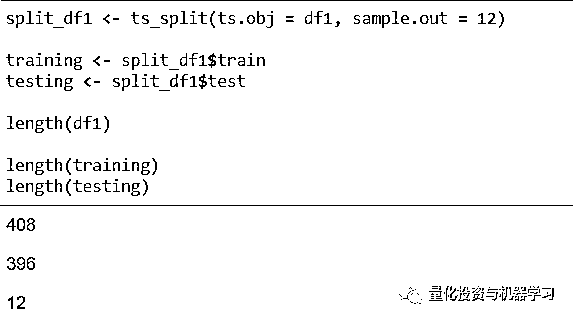 split_df1 <- ts_split(ts.obj = df1, sample.out = 12)
training <- split_df1$train
testing <- split_df1$test
length(df1)
length(training)
length(testing)
408
396
12
量化投资与机器学习